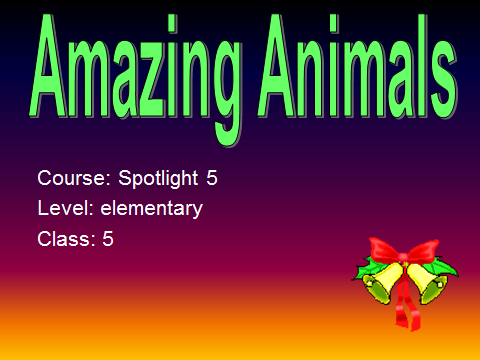 Amazing Animals
Course: Spotlight 5
Level: elementary
Class: 5